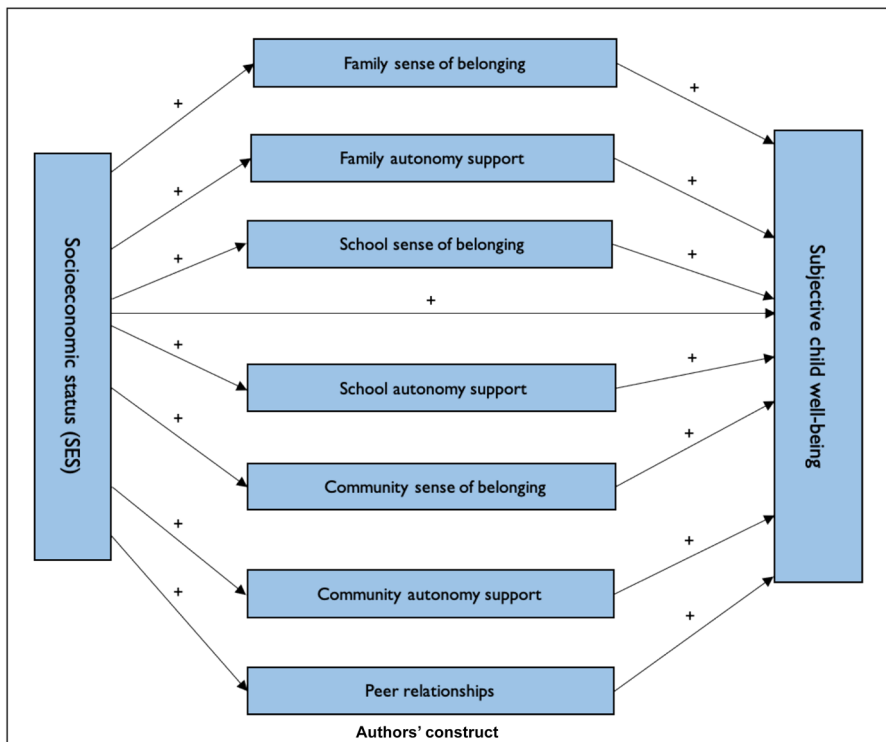 Family sense of belonging
+
+
Family autonomy support
+
+
School sense of belonging
+
+
Socioeconomic status (SES)
+
Subjective child well-being
+
+
School autonomy support
+
+
Community sense of belonging
+
+
Community autonomy support
+
+
Peer relationships
Authors' construct